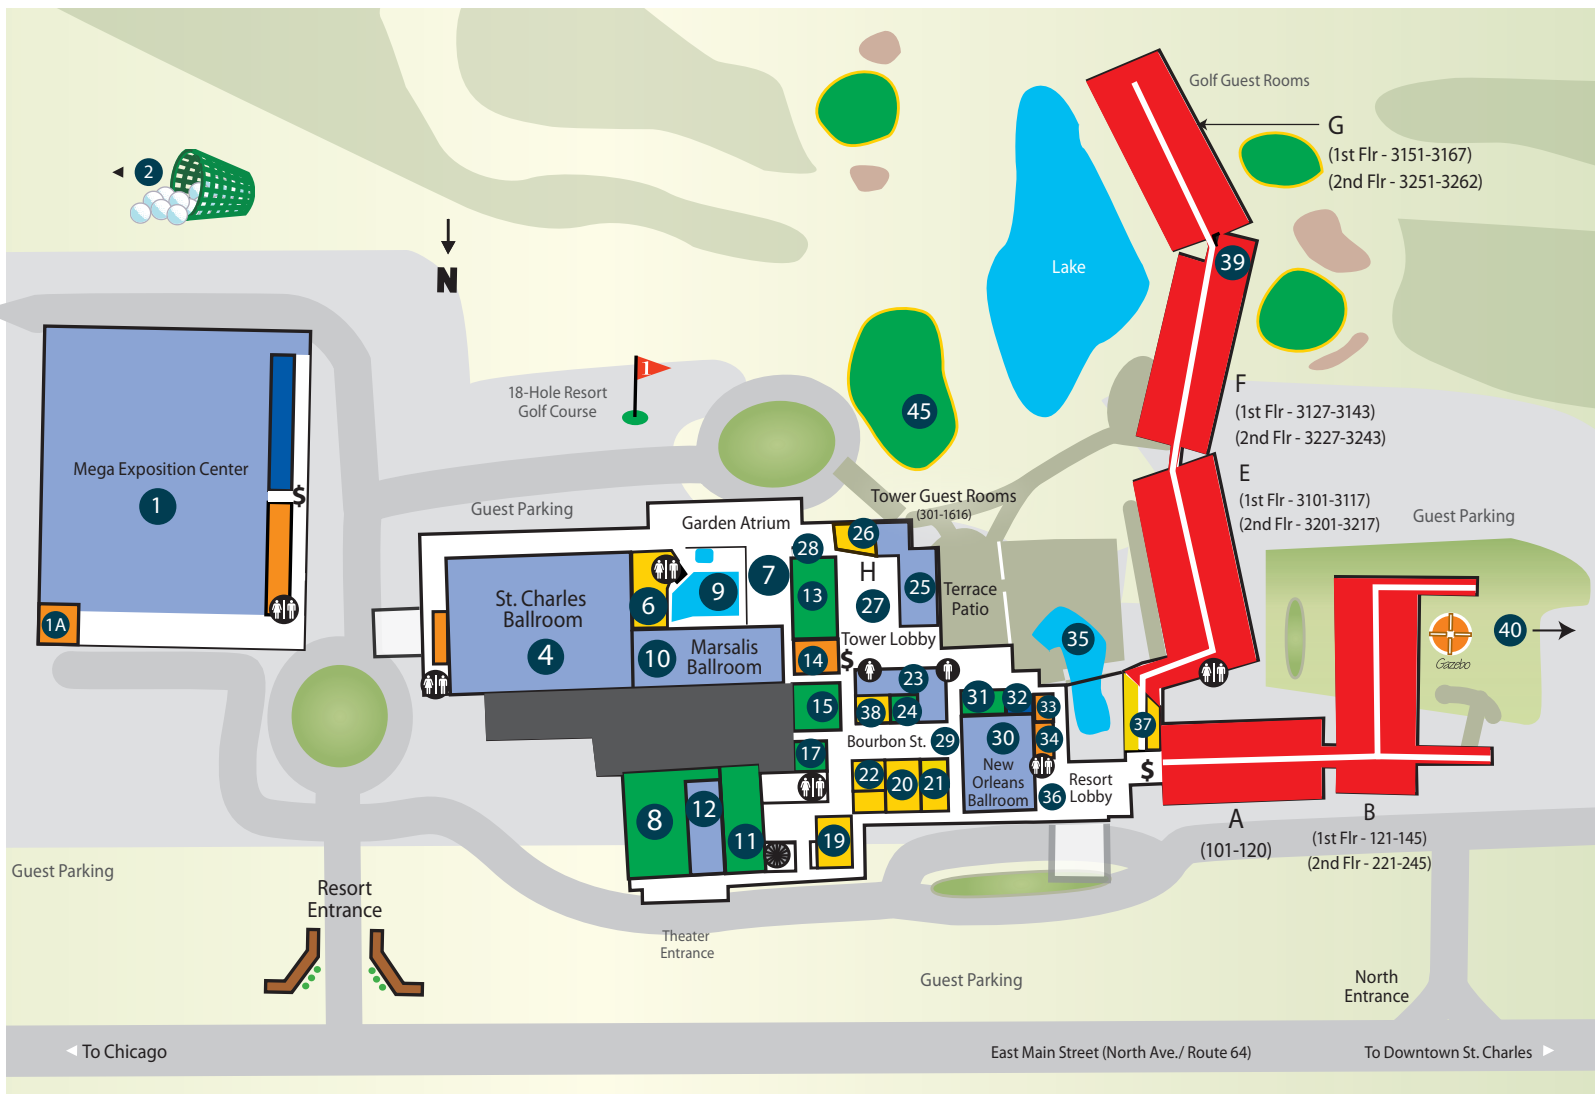 Golf Guest Rooms
G
(1st Flr - 3151-3167)
(2nd Flr - 3251-3262)
2
N
39
Lake
1
18-Hole Resort
Golf Course
45
F
(1st Flr - 3127-3143)
(2nd Flr - 3227-3243)
Mega Exposition Center
1
$
1A
E
(1st Flr - 3101-3117)
(2nd Flr - 3201-3217)
Guest Parking
Guest Parking
Garden Atrium
Tower Guest Rooms
(301-1616)
26
28
7
H
27
25
13
9
6
St. Charles
Ballroom
4
10
Marsalis
Ballroom
Terrace
Patio
Tower Lobby
14
$
35
40
Gazebo
23
38
24
15
31
32
33
34
37
Bourbon St.
29
30
New
Orleans
Ballroom
17
22
20
21
36
Resort
Lobby
$
8
12
11
19
A
(101-120)
B
(1st Flr - 121-145)
(2nd Flr - 221-245)
Guest Parking
Resort
Entrance
Theater
Entrance
Guest Parking
North
Entrance
To Chicago
East Main Street (North Ave./ Route 64)
To Downtown St. Charles